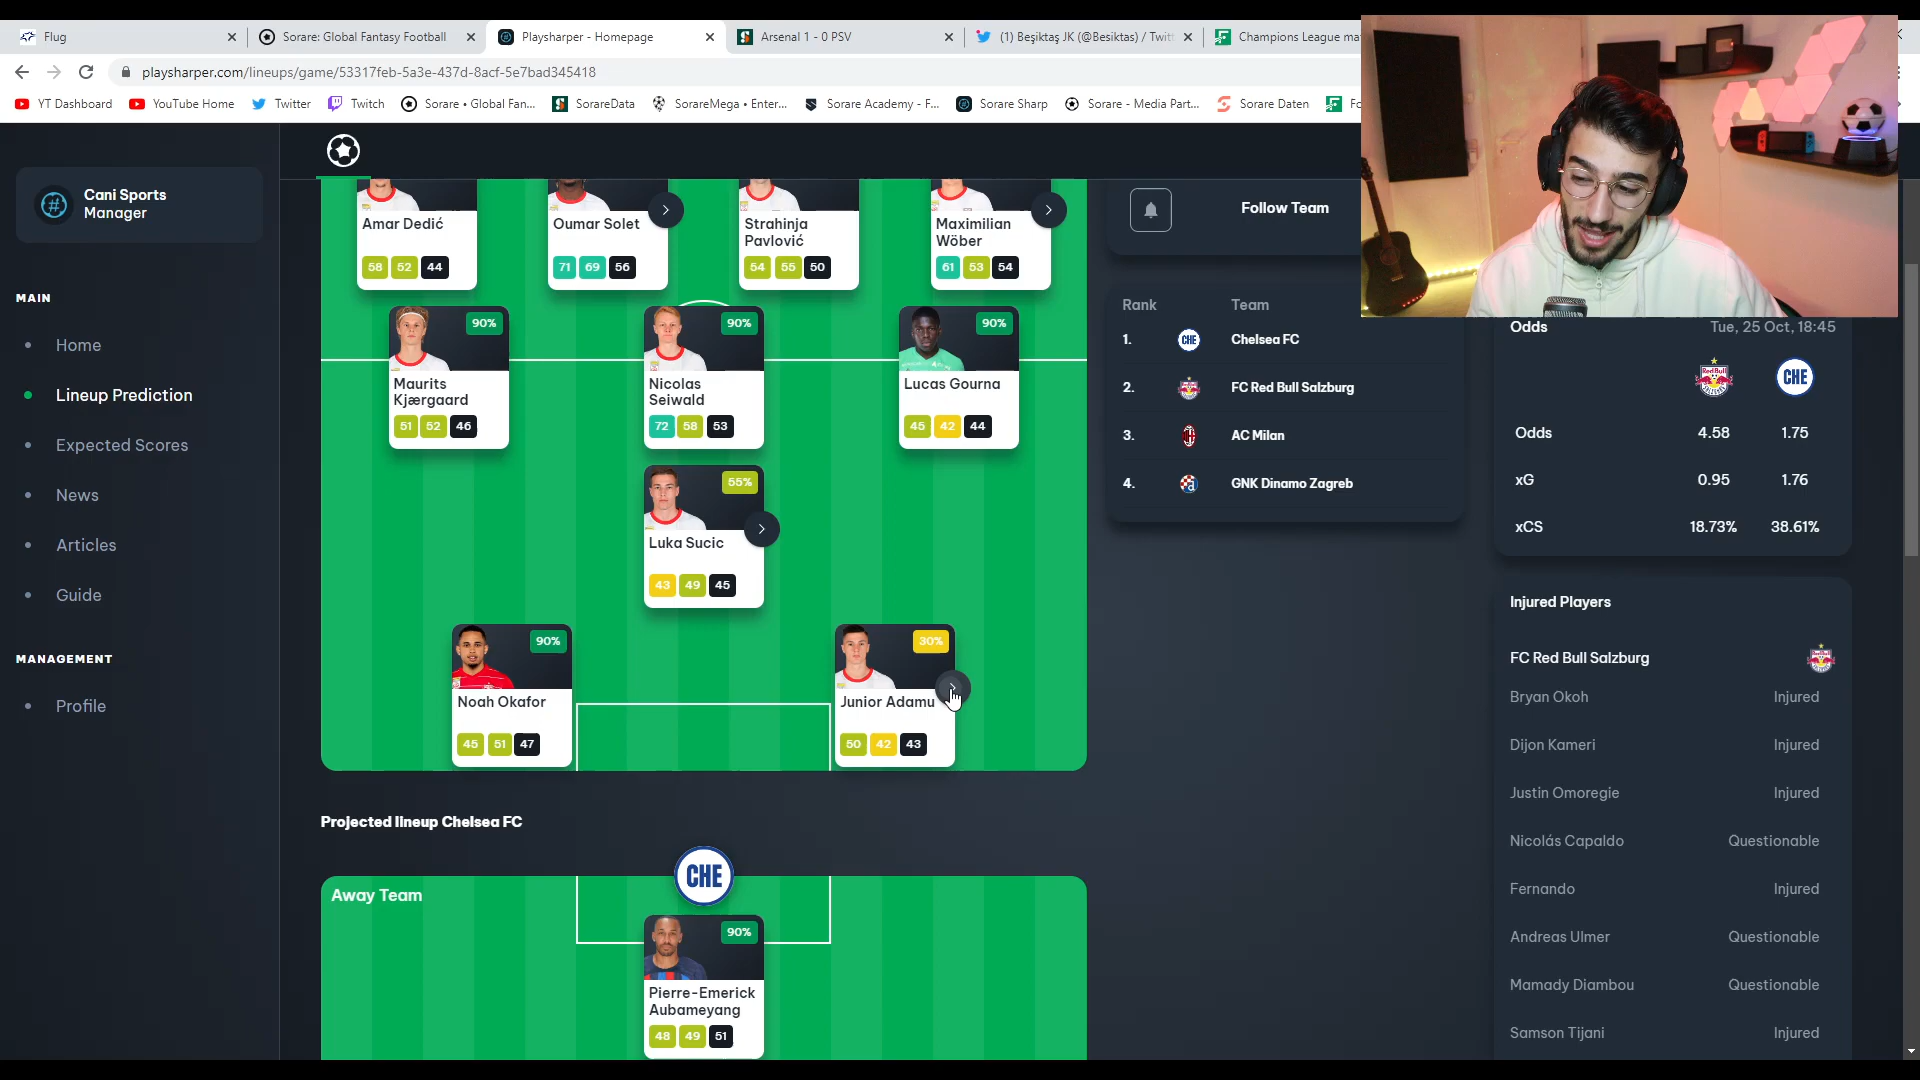 Flug
Sorare: Global Fantasy Football
Playsharper - Homepage
Arsenal 1 - 0 PSV
(1) Beşiktaş JK (@Besiktas) / Twitt
Champions League ma
playsharper.com/lineups/game/53317feb-5a3e-437d-8acf-5e7bad345418
YT Dashboard
YouTube Home
Twitter
Twitch
Sorare • Global Fan...
SorareData
SorareMega • Enter...
Sorare Academy - F...
Sorare Sharp
Sorare - Media Part...
Sorare Daten
Fo
Cani Sports
Manager
MAIN
Home
Lineup Prediction
Expected Scores
News
Articles
Guide
MANAGEMENT
Profile
Amar Dedić
58 52 44
Oumar Solet
71 69 56
Strahinja
Pavlović
54 55 50
Maximilian
Wöber
61 53 54
90%
Maurits
Kjærgaard
51 52 46
90%
Nicolas
Seiwald
72 58 53
90%
Lucas Gourna
45 42 44
55%
Luka Sucic
43 49 45
90%
Noah Okafor
45 51 47
30%
Junior Adamu
50 42 43
Projected lineup Chelsea FC
CHE
Away Team
90%
Pierre-Emerick
Aubameyang
48 49 51
Follow Team
Rank Team
1. CHE Chelsea FC
2. FC Red Bull Salzburg
3. AC Milan
4. GNK Dinamo Zagreb
Odds Tue, 25 Oct, 18:45
CHE
Odds 4.58 1.75
xG 0.95 1.76
xCS 18.73% 38.61%
Injured Players
FC Red Bull Salzburg
Bryan Okoh Injured
Dijon Kameri Injured
Justin Omoregie Injured
Nicolás Capaldo Questionable
Fernando Injured
Andreas Ulmer Questionable
Mamady Diambou Questionable
Samson Tijani Injured